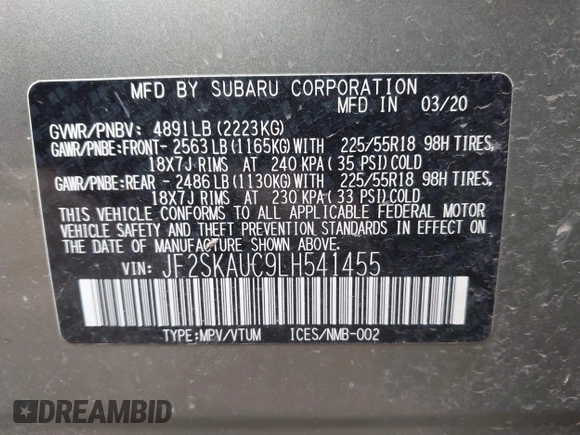 MFD BY SUBARU CORPORATION
MFD IN 03/20
GVWR/PNBV: 4891LB (2223KG)
GAWR/PNBE:FRONT- 2563LB (1165KG) WITH 225/55R18 98H TIRES,
18X7J RIMS AT 240 KPA (35 PSI) COLD
GAWR/PNBE:REAR - 2486LB (1130KG) WITH 225/55R18 98H TIRES,
18X7J RIMS AT 230 KPA (33 PSI) COLD
THIS VEHICLE CONFORMS TO ALL APPLICABLE FEDERAL MOTOR
VEHICLE SAFETY AND THEFT PREVENTION STANDARDS IN EFFECT
ON THE DATE OF MANUFACTURE SHOWN ABOVE.
VIN: JF2SKAUC9LH541455
TYPE:MPV/VTUM ICES/NMB-002
DREAMBID